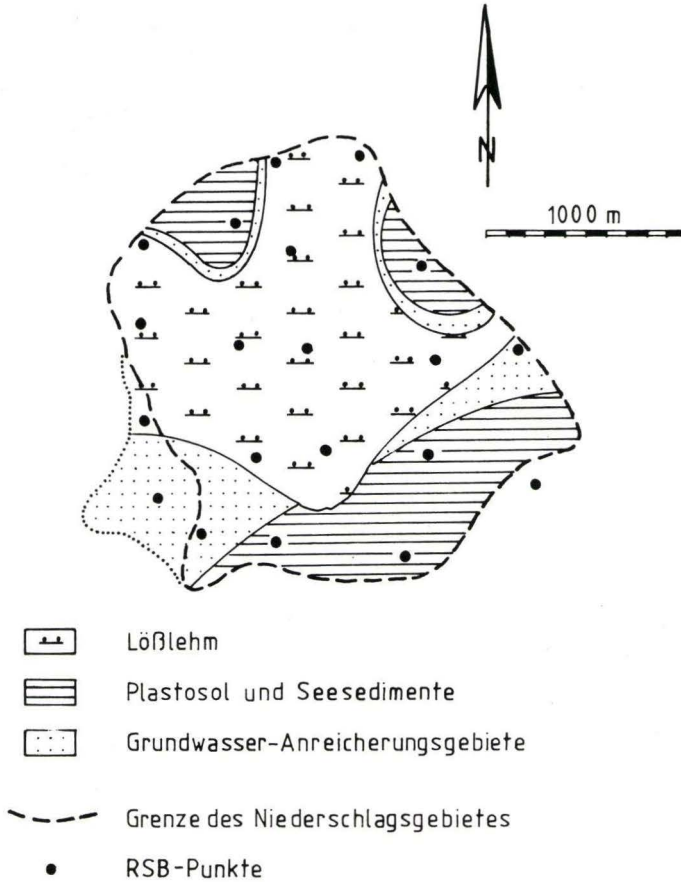 N
1000 m
Lößlehm
Plastosol und Seesedimente
Grundwasser-Anreicherungsgebiete
Grenze des Niederschlagsgebietes
RSB-Punkte